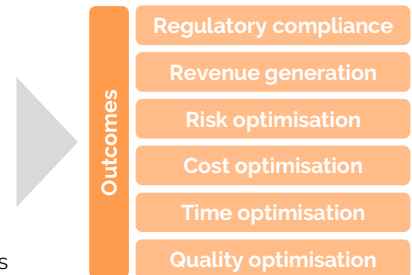 Outcomes
Regulatory compliance
Revenue generation
Risk optimisation
Cost optimisation
Time optimisation
Quality optimisation
s